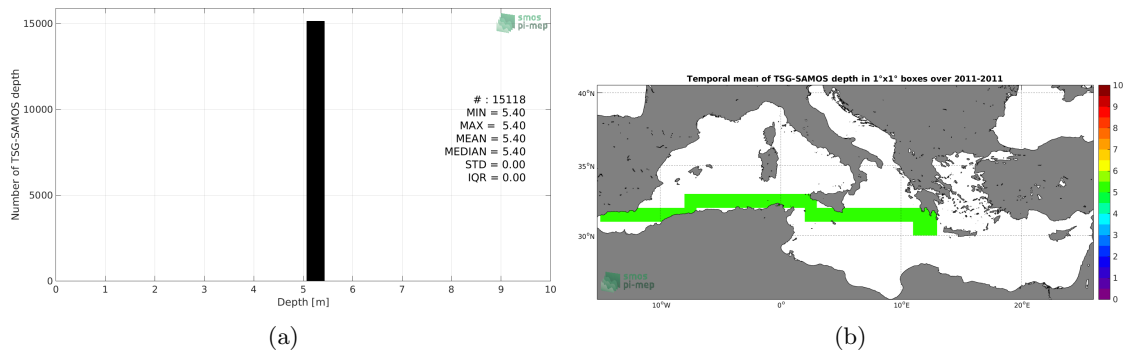 15000
10000
5000
0
Number of TSG-SAMOS depth
smos
pi-mep
# : 15118
MIN = 5.40
MAX = 5.40
MEAN = 5.40
MEDIAN = 5.40
STD = 0.00
IQR = 0.00
0 1 2 3 4 5 6 7 8 9 10
Depth [m]
(a)
Temporal mean of TSG-SAMOS depth in 1°x1° boxes over 2011-2011
40°N
35°N
30°N
smos
pi-mep
10°W 0° 10°E 20°E
10
9
8
7
6
5
4
3
2
1
0
(b)